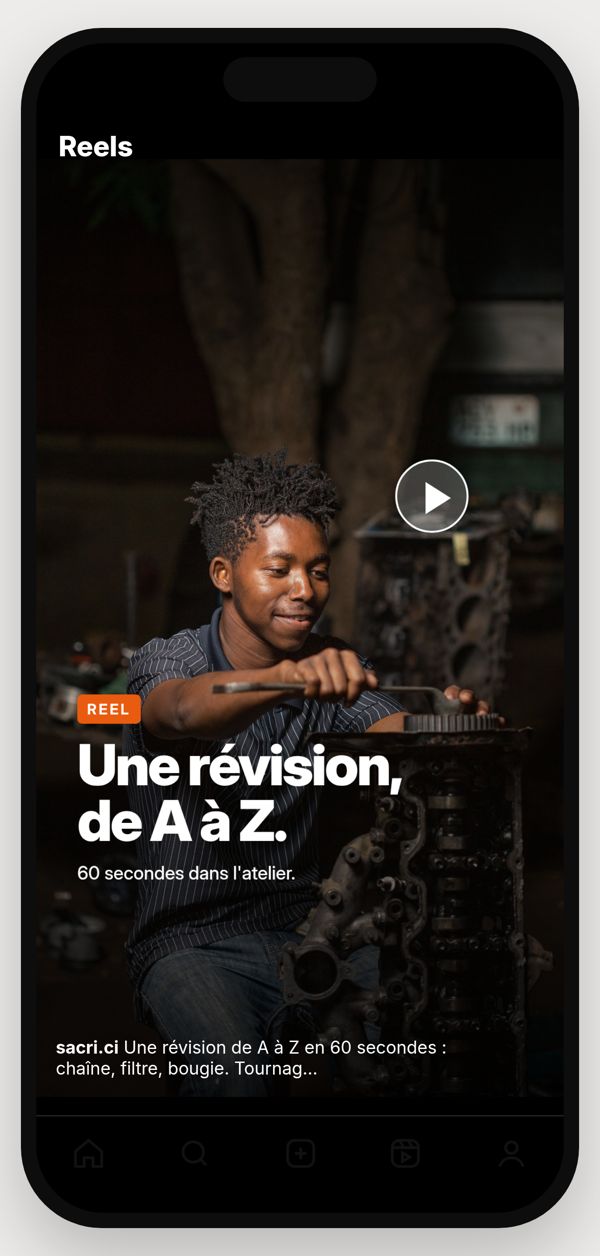 Reels
REEL
Une révision,
de A à Z.
60 secondes dans l'atelier.
sacri.ci Une révision de A à Z en 60 secondes :
chaîne, filtre, bougie. Tournag...